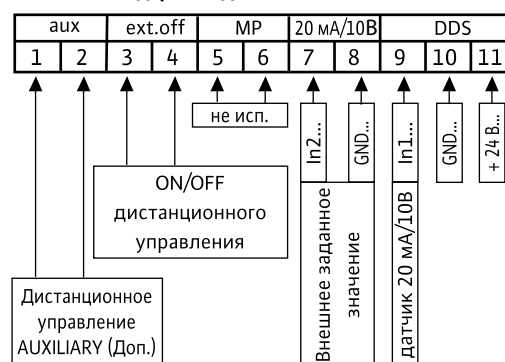 aux ext.off MP 20 мА/10В DDS
1 2 3 4 5 6 7 8 9 10 11
не исп.
In2...
GND...
In1...
GND...
+ 24 В...
ON/OFF
дистанционного
управления
Внешнее заданное
значение
датчик 20 мА/10В
Дистанционное
управление
AUXILIARY (Доп.)